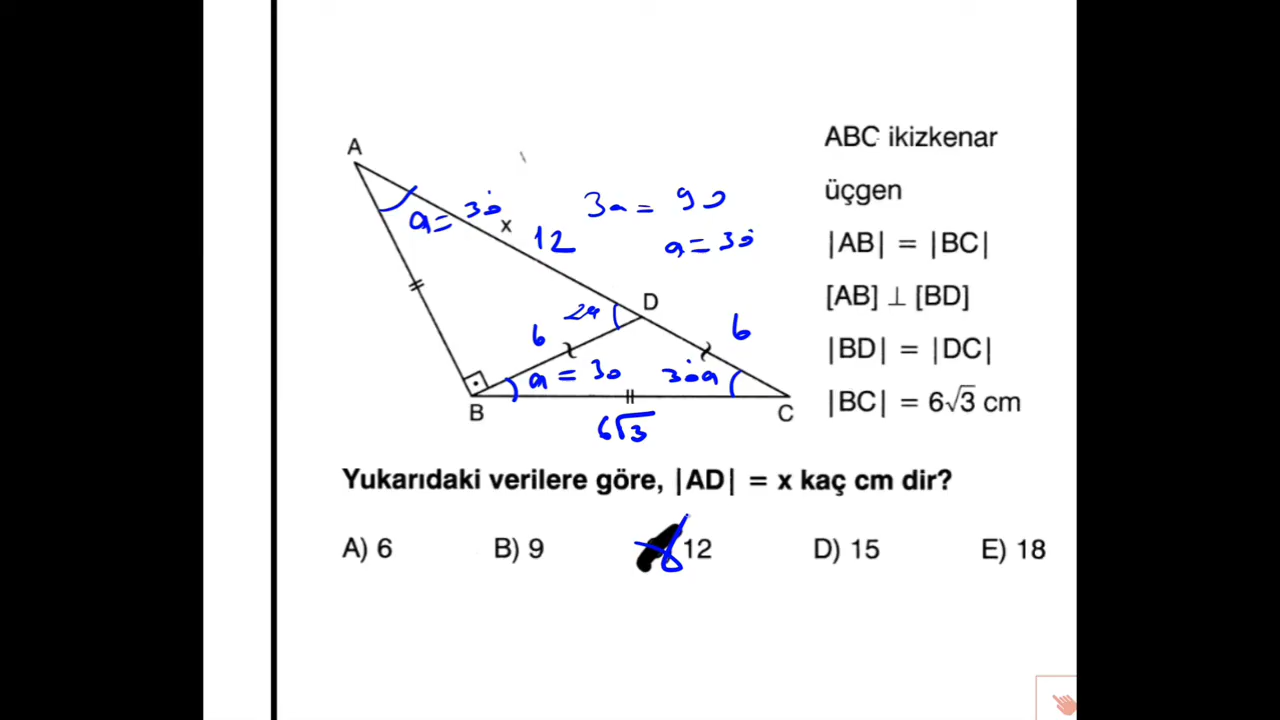 A
ABC ikizkenar
üçgen
|AB| = |BC|
[AB] ⊥ [BD]
|BD| = |DC|
|BC| = 6√3 cm
a = 30°
x
12
3a = 90
a = 30°
D
2a
6
6
a = 30
30° a
B
C
6√3
Yukarıdaki verilere göre, |AD| = x kaç cm dir?
A) 6 B) 9 12 D) 15 E) 18